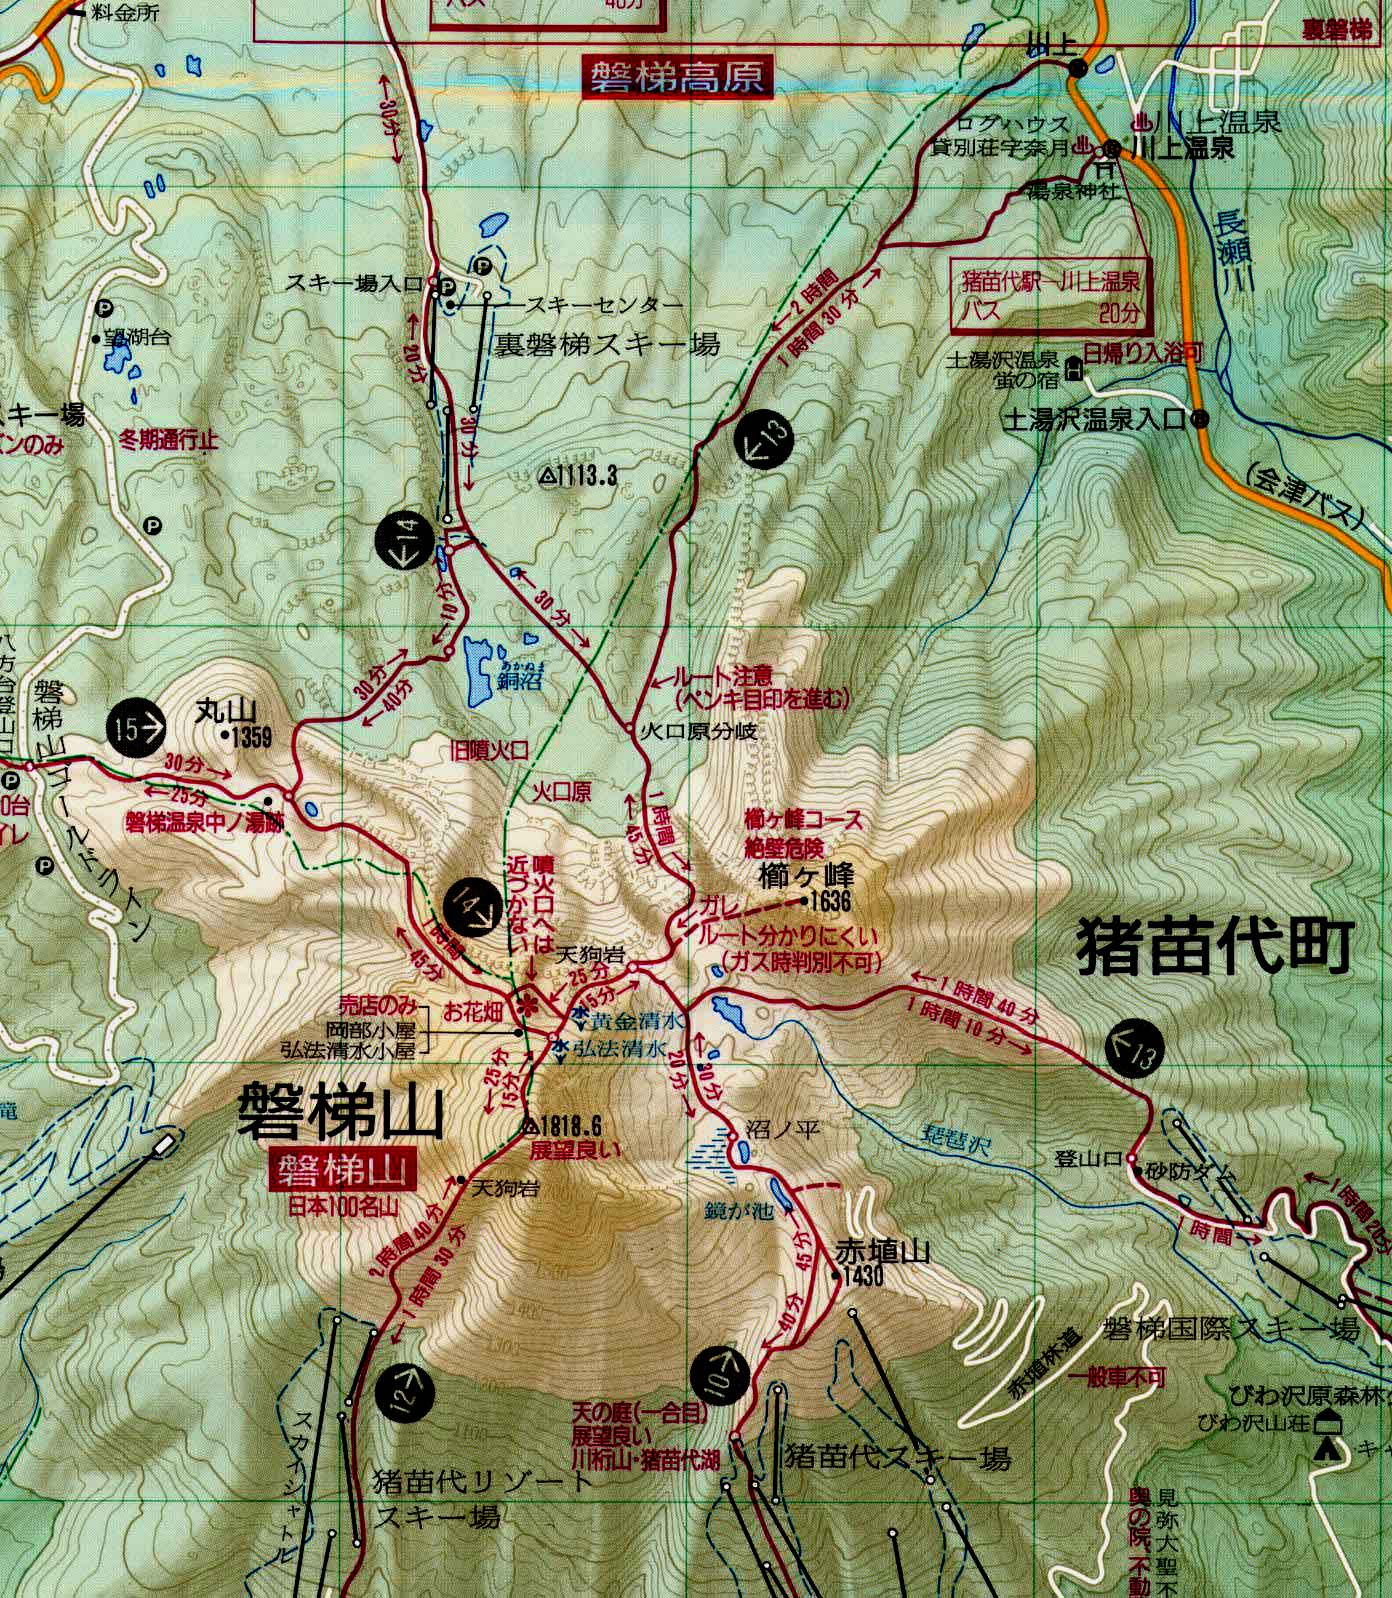 料金所
バス 40分
裏磐梯
磐梯高原
川上
←30分→
ログハウス
貸別荘宇奈月
川上温泉
川上温泉
湯泉神社
長瀬川
スキー場入口
スキーセンター
裏磐梯スキー場
←2時間
1時間30分→
猪苗代駅〜川上温泉
バス 20分
望湖台
←20分
土湯沢温泉
蛍の宿
日帰り入浴可
土湯沢温泉入口
スキー場
冬期通行止
30分→
←13
1113.3
(会津バス)
←14
←30分→
←10分
30分→
←40分
あかぬま
銅沼
←ルート注意
(ペンキ目印を進む)
八方台登山口
磐梯山ゴールドライン
15→
丸山
1359
火口原分岐
旧噴火口
火口原
30分→
←25分
磐梯温泉中ノ湯跡
1時間→
←45分
櫛ヶ峰コース
絶壁危険
櫛ヶ峰
1636
噴火口へは
近づかない
14→
1時間→
←45分
←ガレ
ルート分かりにくい
(ガス時判別不可)
猪苗代町
天狗岩
←25分
15分→
←1時間40分
1時間10分→
売店のみ
お花畑
岡部小屋
弘法清水小屋
水 黄金清水
水 弘法清水
←13
←25分
15分→
20分→
←30分
磐梯山
1818.6
展望良い
磐梯山
日本100名山
天狗岩
沼ノ平
琵琶沢
登山口
砂防ダム
鏡が池
1時間→
←1時間20分
2時間40分→
←1時間30分
45分
赤埴山
1430
←40分
磐梯国際スキー場
赤埴林道
一般車不可
12→
10→
びわ沢原森林
びわ沢山荘
天の庭(一合目)
展望良い
川桁山・猪苗代湖
スカイシャトル
猪苗代リゾート
スキー場
猪苗代スキー場
見弥大聖不
奥の院、不動